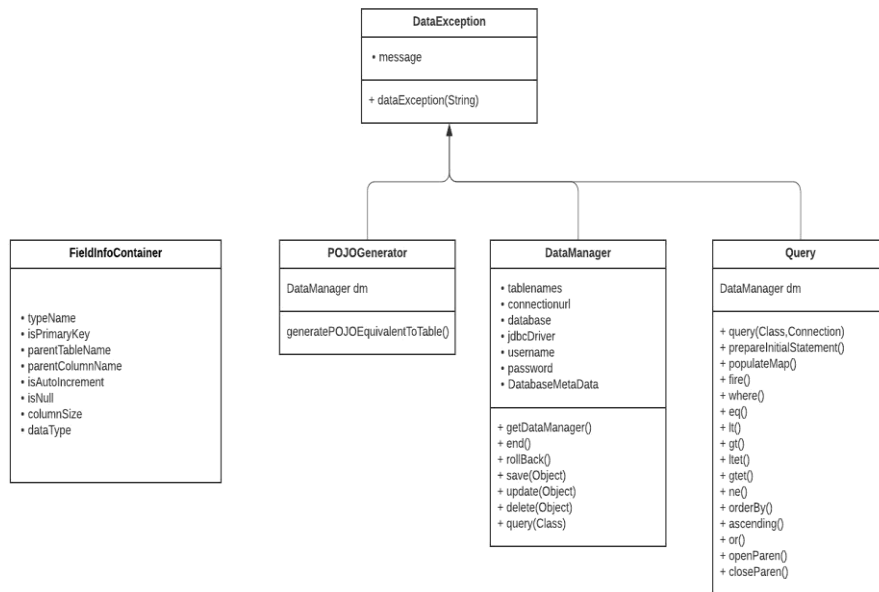 DataException
• message
+ dataException(String)
FieldInfoContainer
• typeName
• isPrimaryKey
• parentTableName
• parentColumnName
• isAutoIncrement
• isNull
• columnSize
• dataType
POJOGenerator
DataManager dm
generatePOJOEquivalentToTable()
DataManager
• tablenames
• connectionurl
• database
• jdbcDriver
• username
• password
• DatabaseMetaData
+ getDataManager()
+ end()
+ rollBack()
+ save(Object)
+ update(Object)
+ delete(Object)
+ query(Class)
Query
DataManager dm
+ query(Class,Connection)
+ prepareInitialStatement()
+ populateMap()
+ fire()
+ where()
+ eq()
+ lt()
+ gt()
+ ltet()
+ gtet()
+ ne()
+ orderBy()
+ ascending()
+ or()
+ openParen()
+ closeParen()